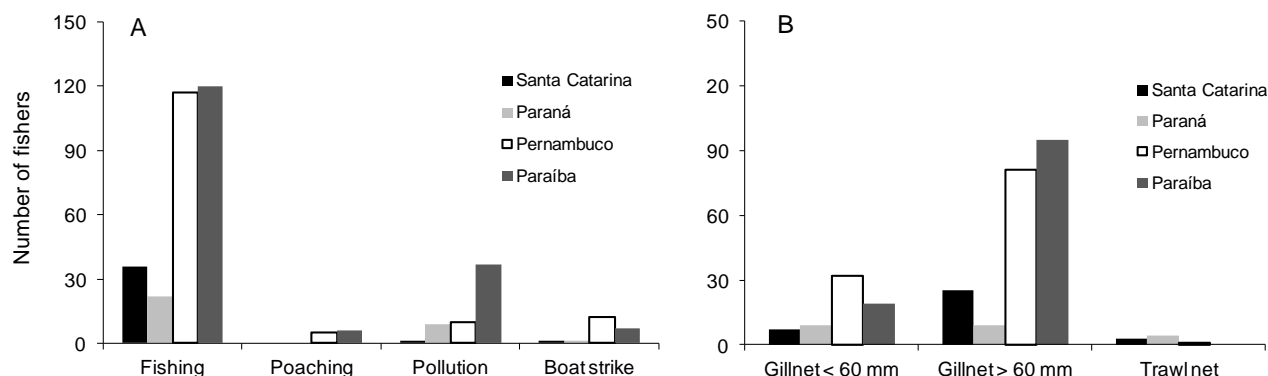 A
Number of fishers
150
120
90
60
30
0
Santa Catarina
Paraná
Pernambuco
Paraíba
Fishing
Poaching
Pollution
Boat strike
B
50
20
90
60
30
0
Santa Catarina
Paraná
Pernambuco
Paraíba
Gillnet < 60 mm
Gillnet > 60 mm
Trawl net